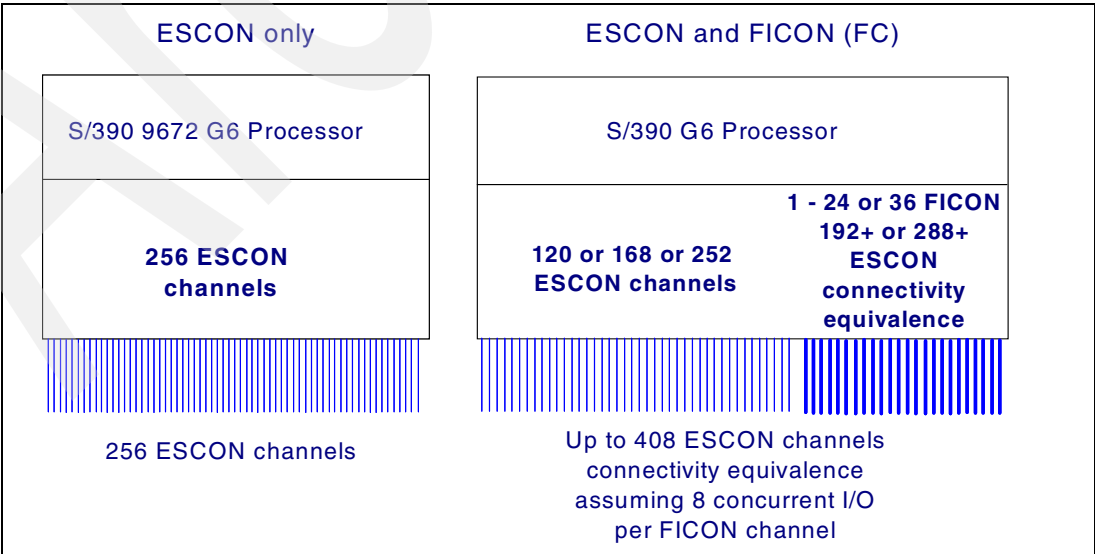 ESCON only
S/390 9672 G6 Processor
256 ESCON
channels
256 ESCON channels
ESCON and FICON (FC)
S/390 G6 Processor
120 or 168 or 252
ESCON channels
1 - 24 or 36 FICON
192+ or 288+
ESCON
connectivity
equivalence
Up to 408 ESCON channels
connectivity equivalence
assuming 8 concurrent I/O
per FICON channel